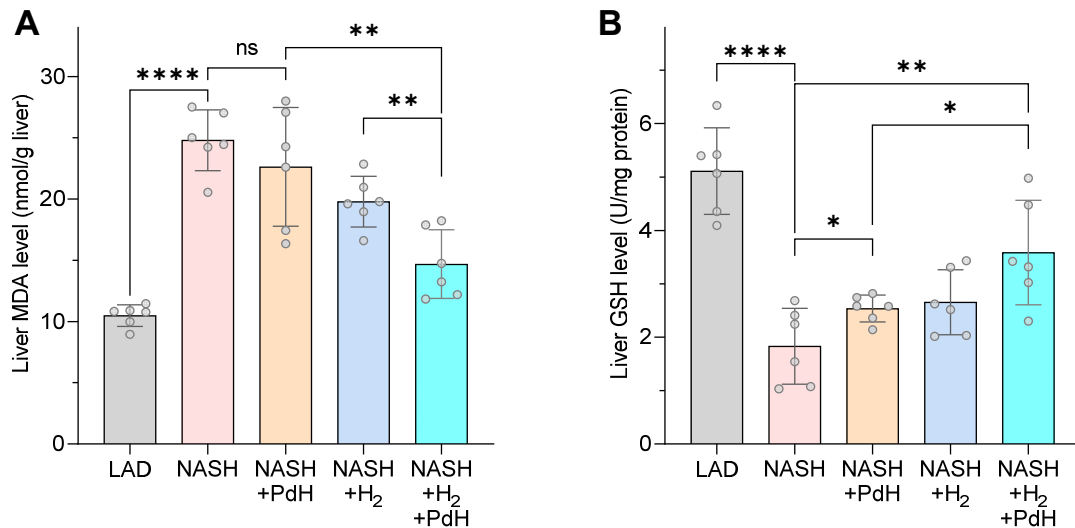 A
Liver MDA level (nmol/g liver)
30
20
10
0
****
ns
**
**
LAD
NASH
NASH
+PdH
NASH
+H₂
NASH
+H₂
+PdH
B
Liver GSH level (U/mg protein)
6
4
2
0
****
**
*
*
LAD
NASH
NASH
+PdH
NASH
+H₂
NASH
+H₂
+PdH